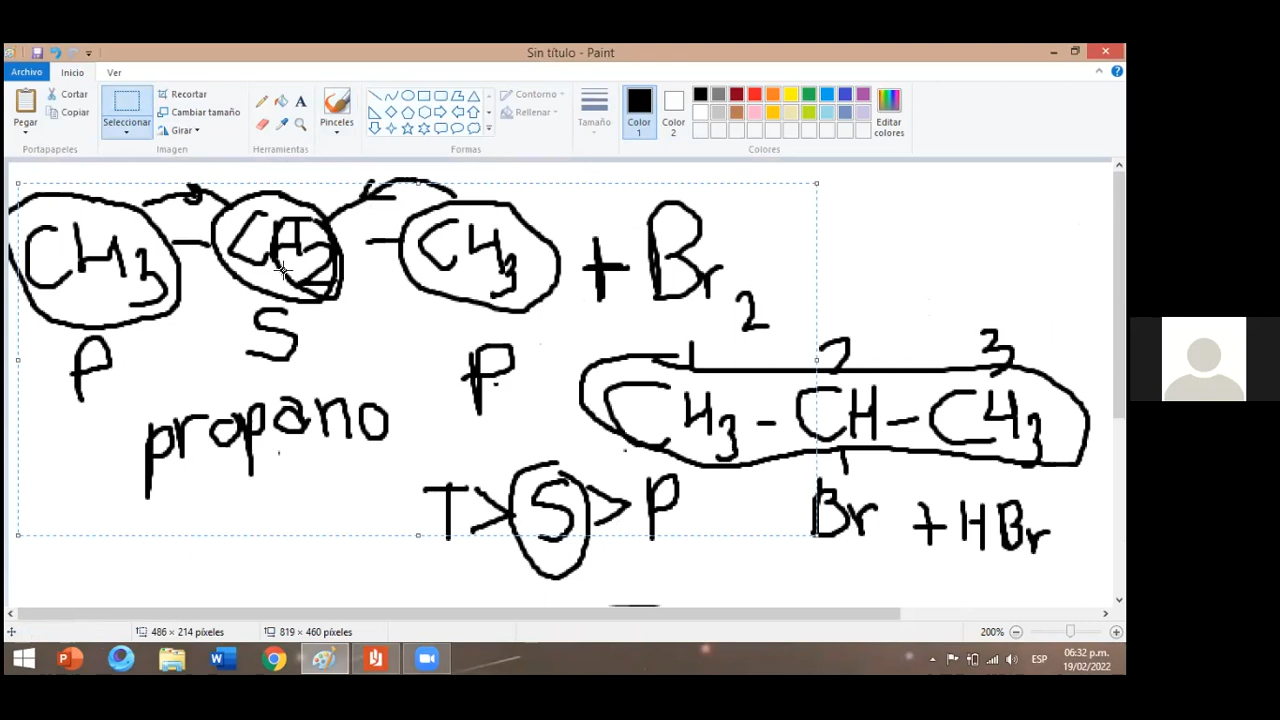 Sin título - Paint
Archivo Inicio Ver
Pegar
Cortar
Copiar
Portapapeles
Seleccionar
Recortar
Cambiar tamaño
Girar
Imagen
A
Herramientas
Pinceles
Contorno
Rellenar
Formas
Tamaño
Color 1
Color 2
Editar colores
Colores
CH3 - CH2 - CH3 + Br2
P S P
propano
1 2 3
CH3 - CH - CH3
T > S > P
Br + HBr
486 × 214 píxeles 819 × 460 píxeles 200%
ESP
06:32 p.m.
19/02/2022